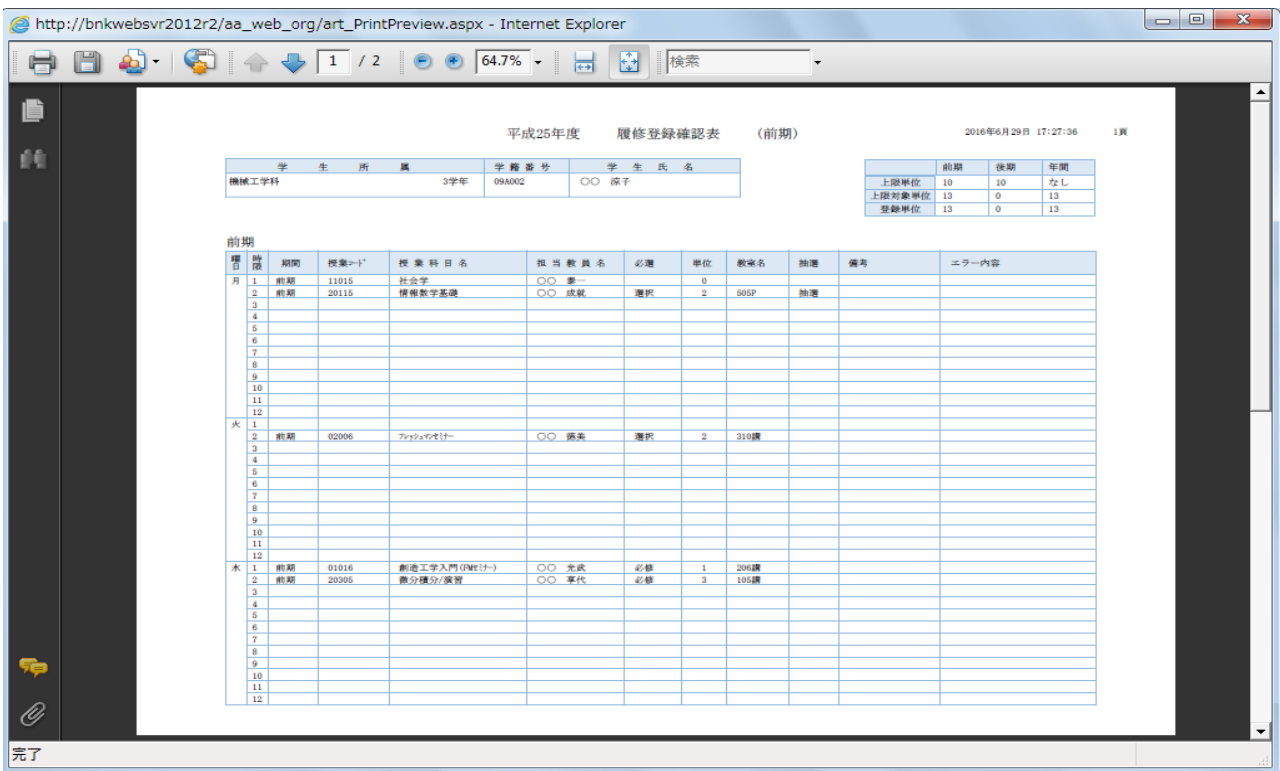 http://bnkwebsvr2012r2/aa_web_org/art_PrintPreview.aspx - Internet Explorer
1 / 2 64.7% 検索
平成25年度 履修登録確認表 (前期) 2016年6月29日 17:27:36 1頁
学生所属 学籍番号 学生氏名
機械工学科 3学年 09A002 〇〇 涼子
前期 後期 年間
上限単位 10 10 なし
上限対象単位 13 0 13
登録単位 13 0 13
前期
曜日 時限 期間 授業コード 授業科目名 担当教員名 必選 単位 教室名 抽選 備考 エラー内容
月 1 前期 11015 社会学 〇〇 泰一 0
2 前期 20115 情報数学基礎 〇〇 成就 選択 2 505P 抽選
3
4
5
6
7
8
9
10
11
12
火 1
2 前期 02006 フレッシュマンセミナー 〇〇 美 選択 2 310講
3
4
5
6
7
8
9
10
11
12
水 1 前期 01016 創造工学入門(FMセミナー) 〇〇 光武 必修 1 206講
2 前期 20305 微分積分/演習 〇〇 享代 必修 3 105講
3
4
5
6
7
8
9
10
11
12
完了